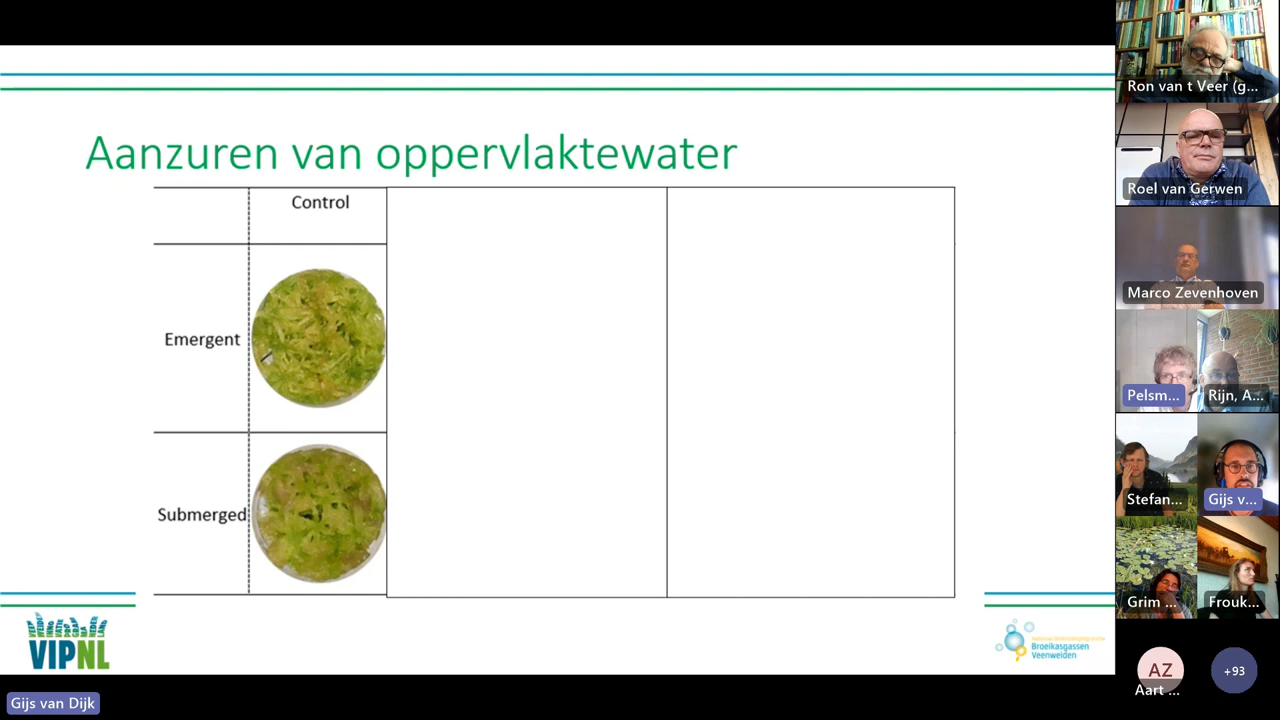 Aanzuren van oppervlaktewater
Control
Emergent
Submerged
VIPNL
Broeikasgassen
Veenweiden
Gijs van Dijk
Ron van t Veer (g...
Roel van Gerwen
Marco Zevenhoven
Pelsm...
Rijn, A...
Stefan...
Gijs v...
Grim ...
Frouk...
AZ
Aart ...
+93